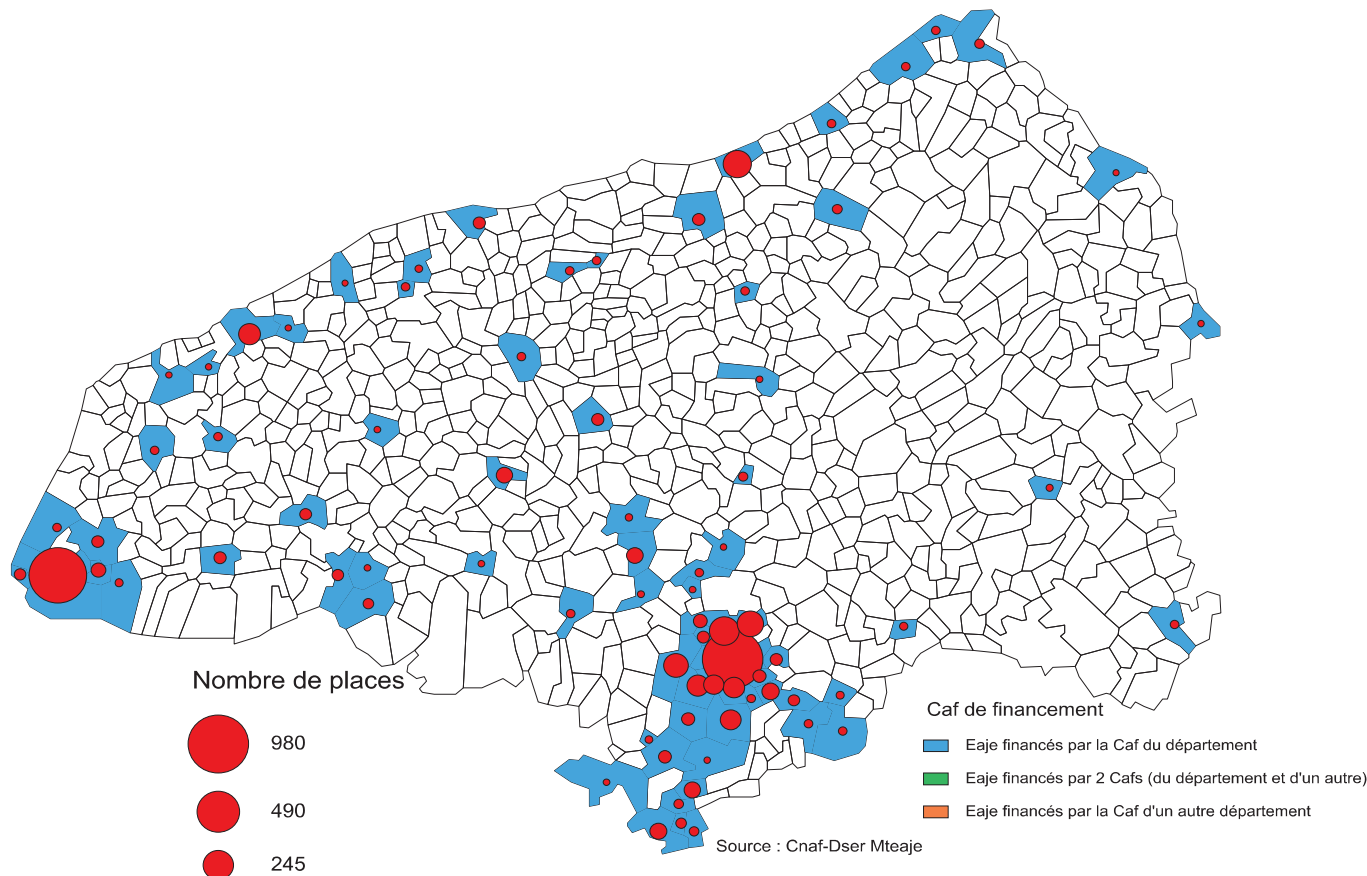 Nombre de places
980
490
245
Caf de financement
Eaje financés par la Caf du département
Eaje financés par 2 Cafs (du département et d'un autre)
Eaje financés par la Caf d'un autre département
Source : Cnaf-Dser Mteaje